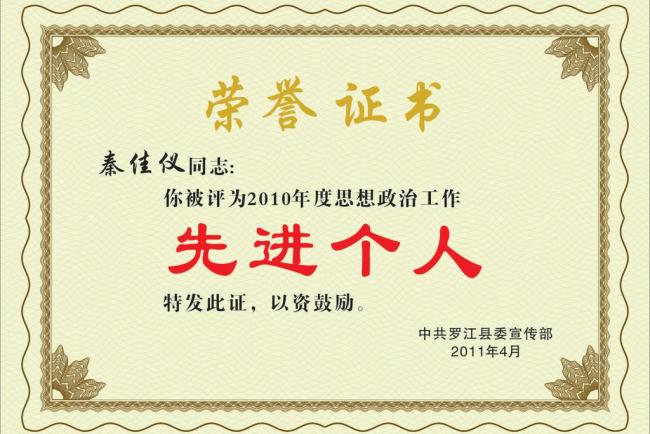 荣誉证书
秦佳仪同志:
你被评为2010年度思想政治工作
先进个人
特发此证，以资鼓励。
中共罗江县委宣传部
2011年4月